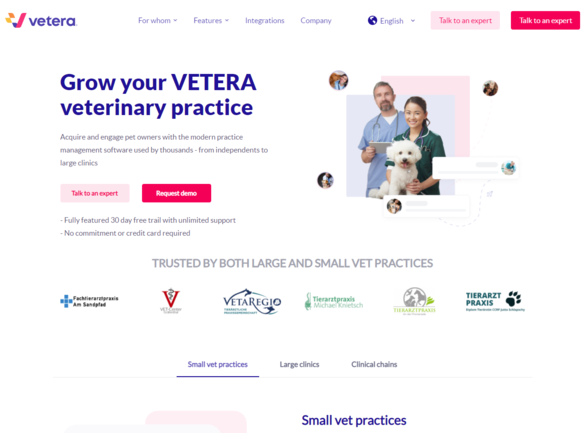 vetera.
For whom
Features
Integrations
Company
English
Talk to an expert
Talk to an expert
Grow your VETERA
veterinary practice
Acquire and engage pet owners with the modern practice
management software used by thousands - from independents to
large clinics
Talk to an expert
Request demo
- Fully featured 30 day free trail with unlimited support
- No commitment or credit card required
TRUSTED BY BOTH LARGE AND SMALL VET PRACTICES
Fachtierarztpraxis
Am Sandpfad
VETAREGIO
Tierarztpraxis
Michael Knietsch
TIERARZTPRAXIS
TIERARZT
PRAXIS
Small vet practices
Large clinics
Clinical chains
Small vet practices